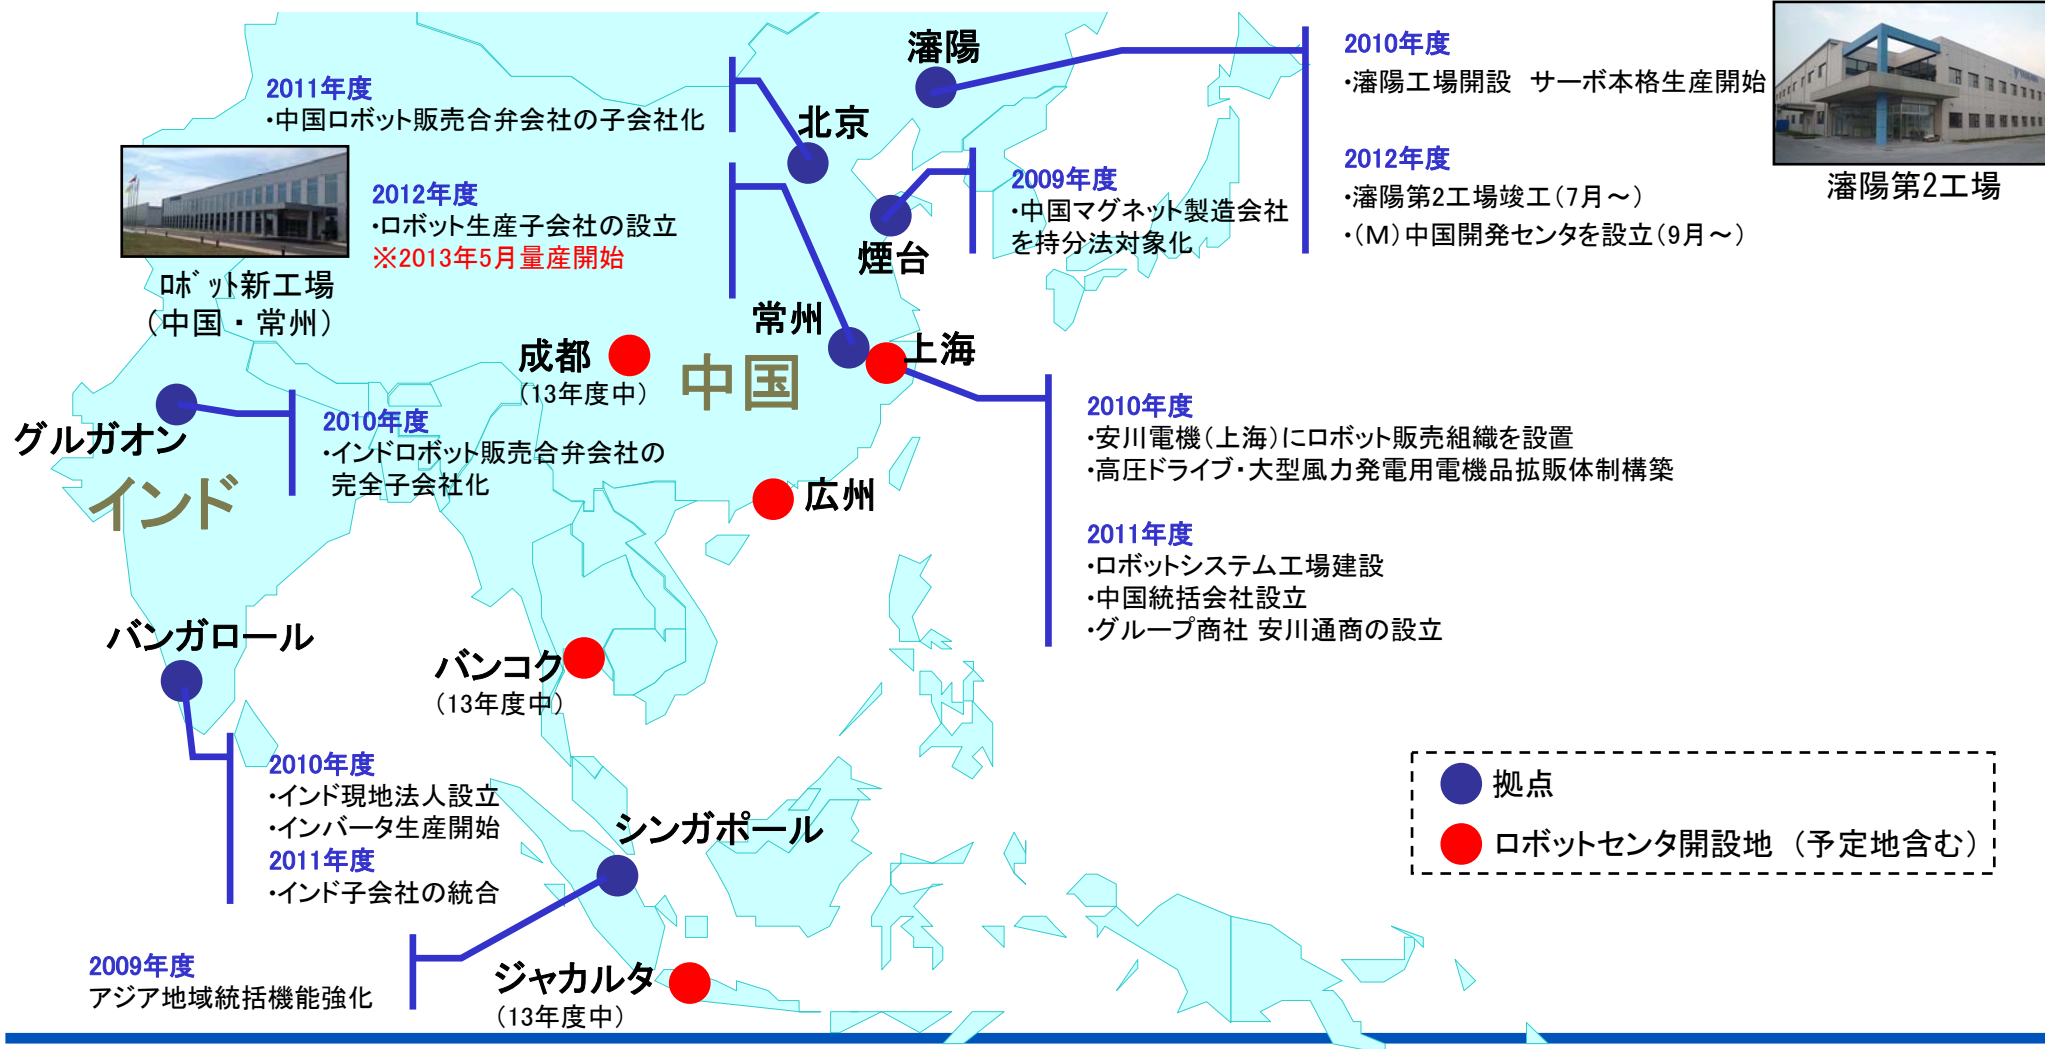 瀋陽
2010年度
・瀋陽工場開設 サーボ本格生産開始
2012年度
・瀋陽第2工場竣工(7月～)
・(M)中国開発センタを設立(9月～)
瀋陽第2工場
2011年度
・中国ロボット販売合弁会社の子会社化
北京
2012年度
・ロボット生産子会社の設立
※2013年5月量産開始
ロボット新工場
(中国・常州)
2009年度
・中国マグネット製造会社
を持分法対象化
煙台
常州
上海
成都
(13年度中)
中国
2010年度
・安川電機(上海)にロボット販売組織を設置
・高圧ドライブ・大型風力発電用電機品拡販体制構築
2011年度
・ロボットシステム工場建設
・中国統括会社設立
・グループ商社 安川通商の設立
グルガオン
インド
2010年度
・インドロボット販売合弁会社の
完全子会社化
広州
バンガロール
バンコク
(13年度中)
2010年度
・インド現地法人設立
・インバータ生産開始
2011年度
・インド子会社の統合
シンガポール
2009年度
アジア地域統括機能強化
ジャカルタ
(13年度中)
拠点
ロボットセンタ開設地 (予定地含む)